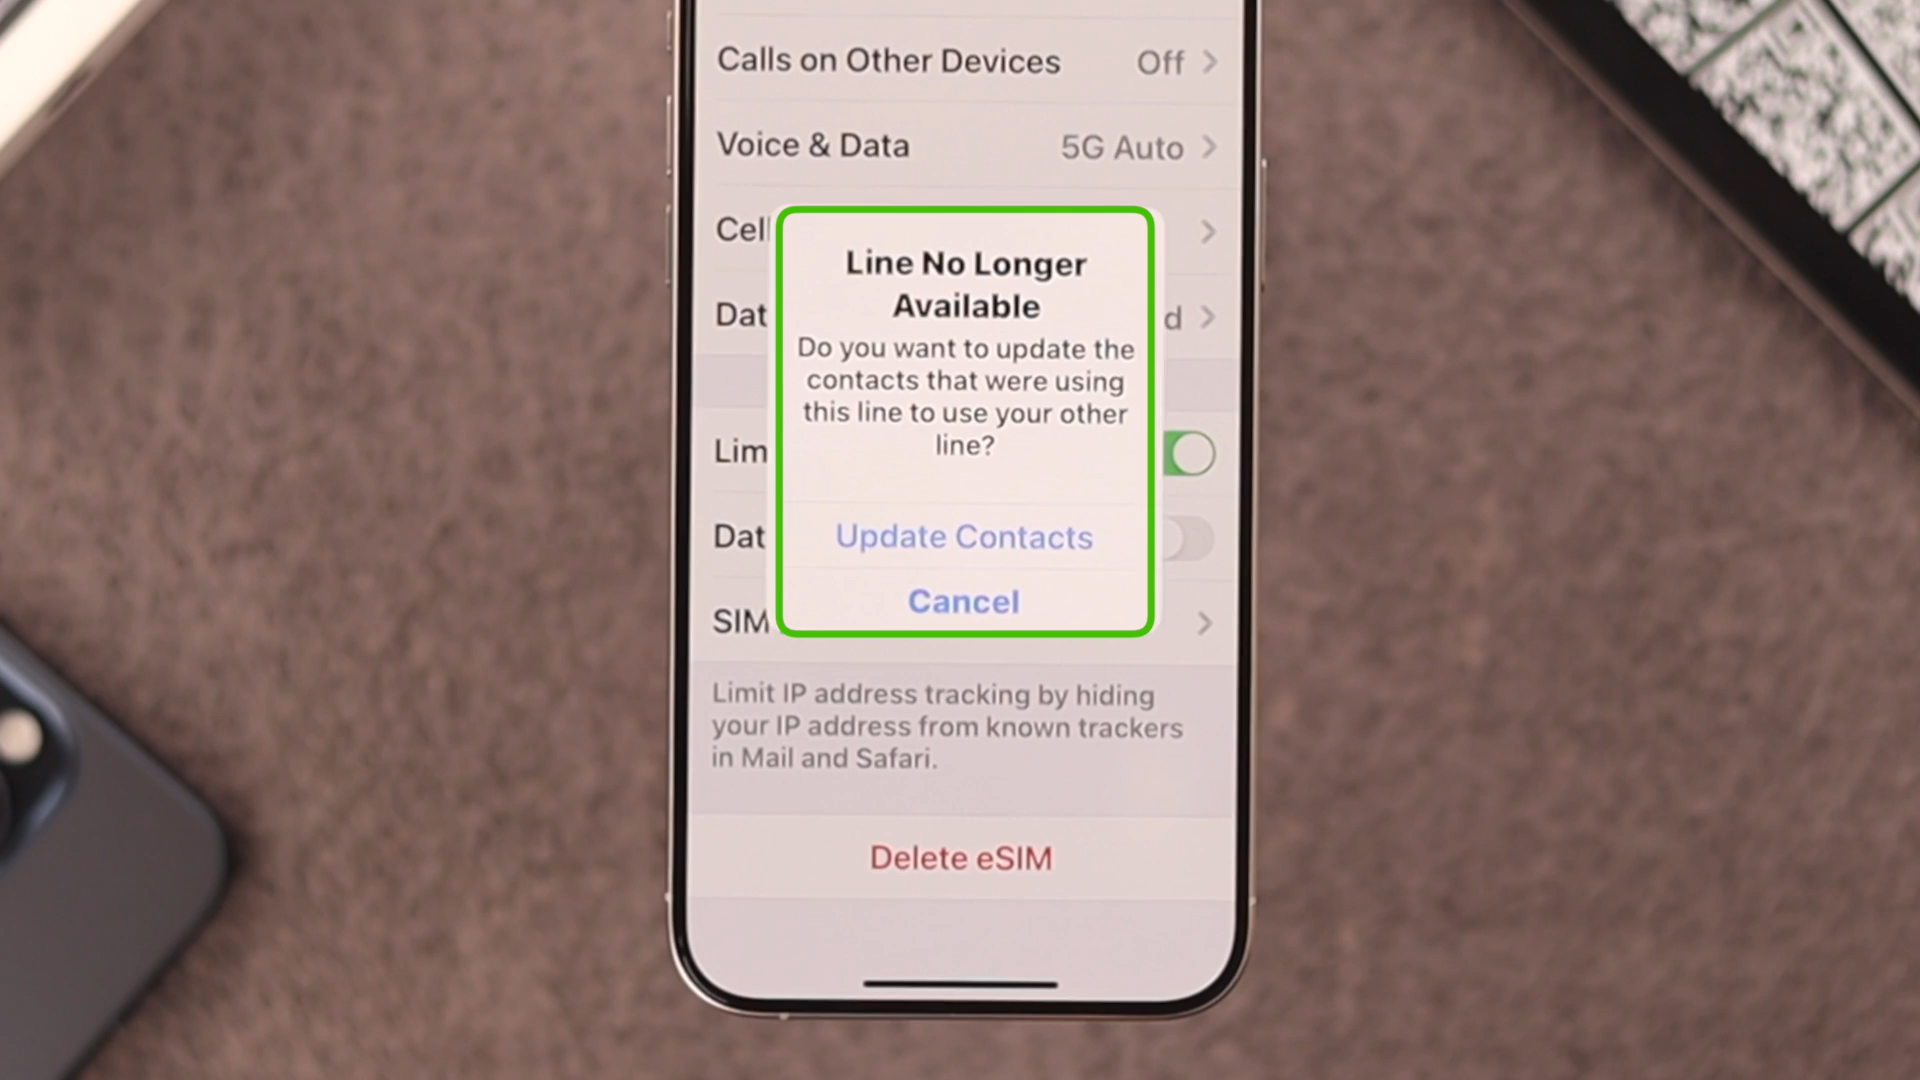 Calls on Other Devices Off
Voice & Data 5G Auto
Cell
Line No Longer
Available
Dat d
Do you want to update the
contacts that were using
this line to use your other
line?
Lim
Update Contacts
Dat
Cancel
SIM
Limit IP address tracking by hiding
your IP address from known trackers
in Mail and Safari.
Delete eSIM